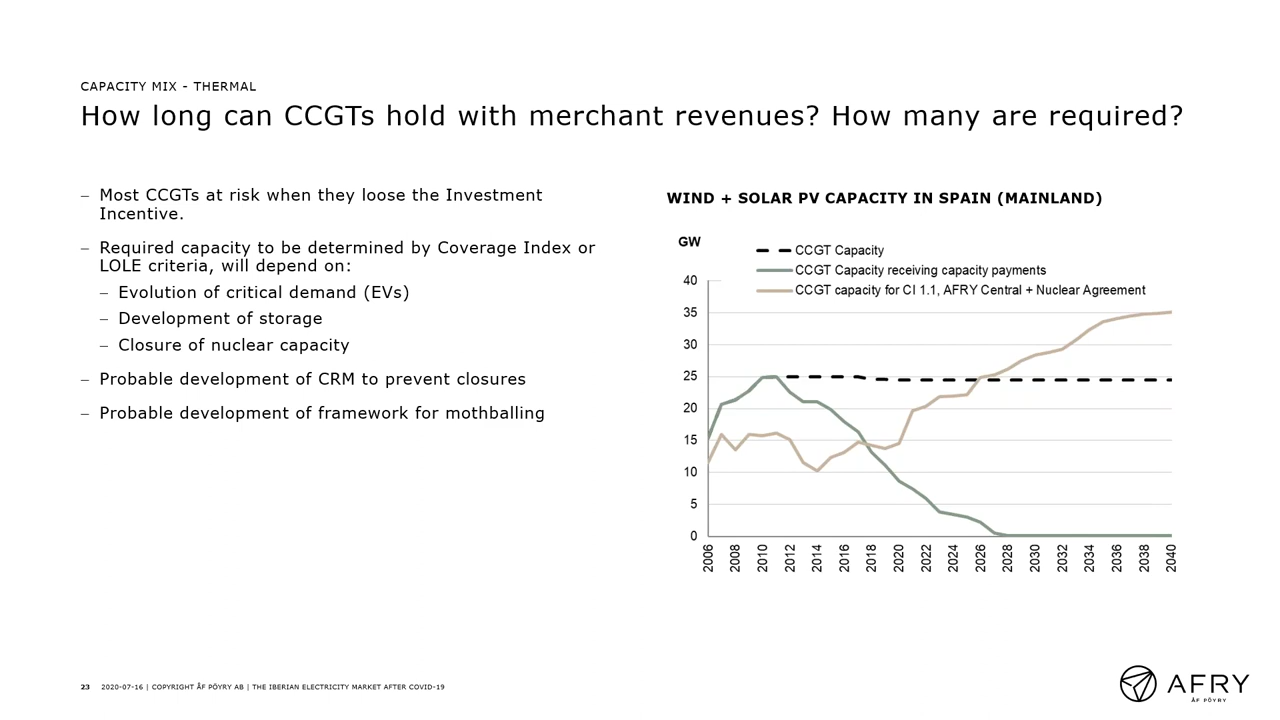 CAPACITY MIX - THERMAL
How long can CCGTs hold with merchant revenues? How many are required?
– Most CCGTs at risk when they loose the Investment
Incentive.
– Required capacity to be determined by Coverage Index or
LOLE criteria, will depend on:
– Evolution of critical demand (EVs)
– Development of storage
– Closure of nuclear capacity
– Probable development of CRM to prevent closures
– Probable development of framework for mothballing
WIND + SOLAR PV CAPACITY IN SPAIN (MAINLAND)
GW
CCGT Capacity
CCGT Capacity receiving capacity payments
CCGT capacity for CI 1.1, AFRY Central + Nuclear Agreement
40
35
30
25
20
15
10
5
0
2006 2008 2010 2012 2014 2016 2018 2020 2022 2024 2026 2028 2030 2032 2034 2036 2038 2040
23 2020-07-16 | COPYRIGHT ÅF PÖYRY AB | THE IBERIAN ELECTRICITY MARKET AFTER COVID-19
AFRY
ÅF PÖYRY